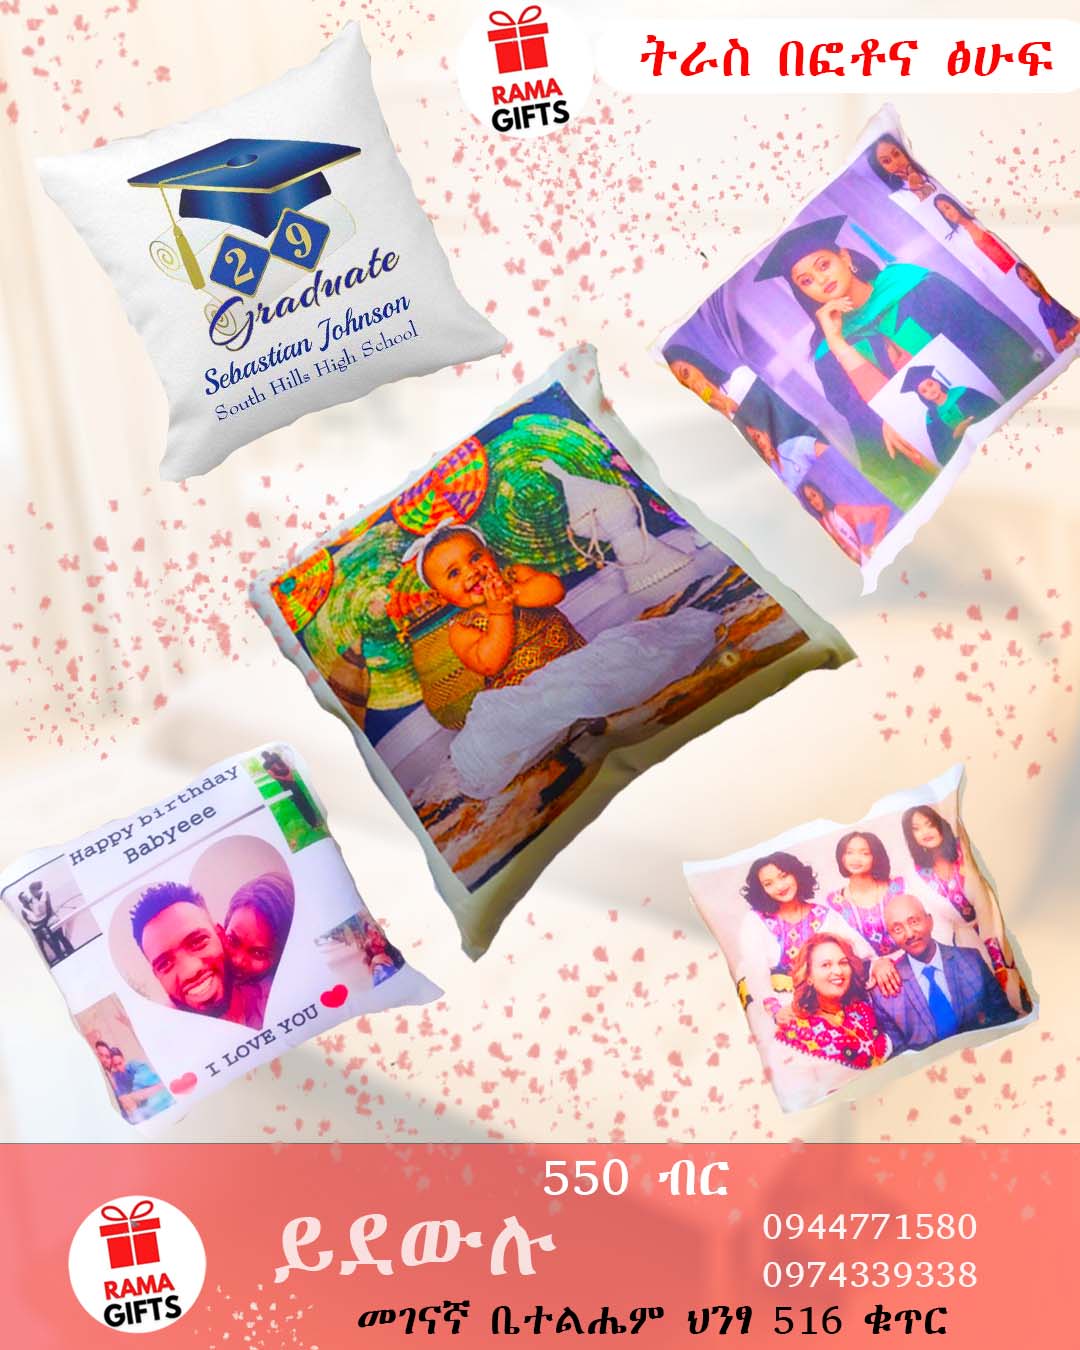 RAMA
GIFTS
ትራስ በፎቶና ፅሁፍ
29
Graduate
Sebastian Johnson
South Hills High School
Happy birthday
Babyeee
I LOVE YOU
550 ብር
RAMA
GIFTS
ይደውሉ
0944771580
0974339338
መገናኛ ቤተልሔም ህንፃ 516 ቁጥር